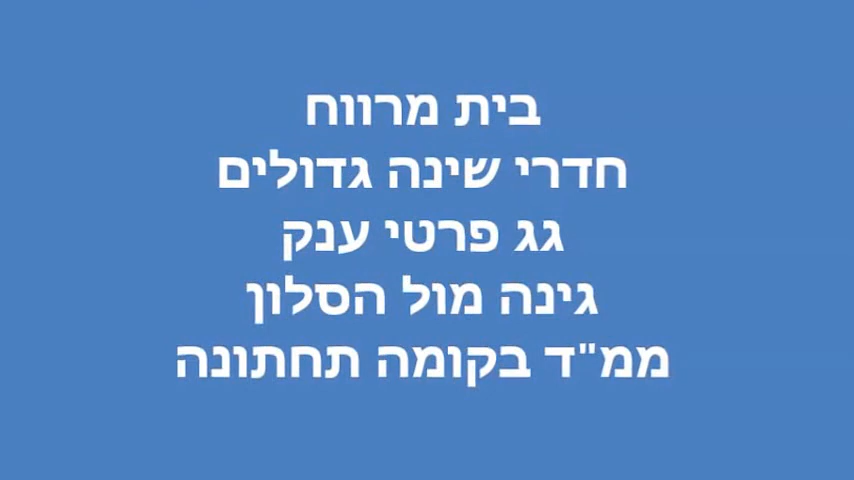 בית מרווח
חדרי שינה גדולים
גג פרטי ענק
גינה מול הסלון
ממ"ד בקומה תחתונה